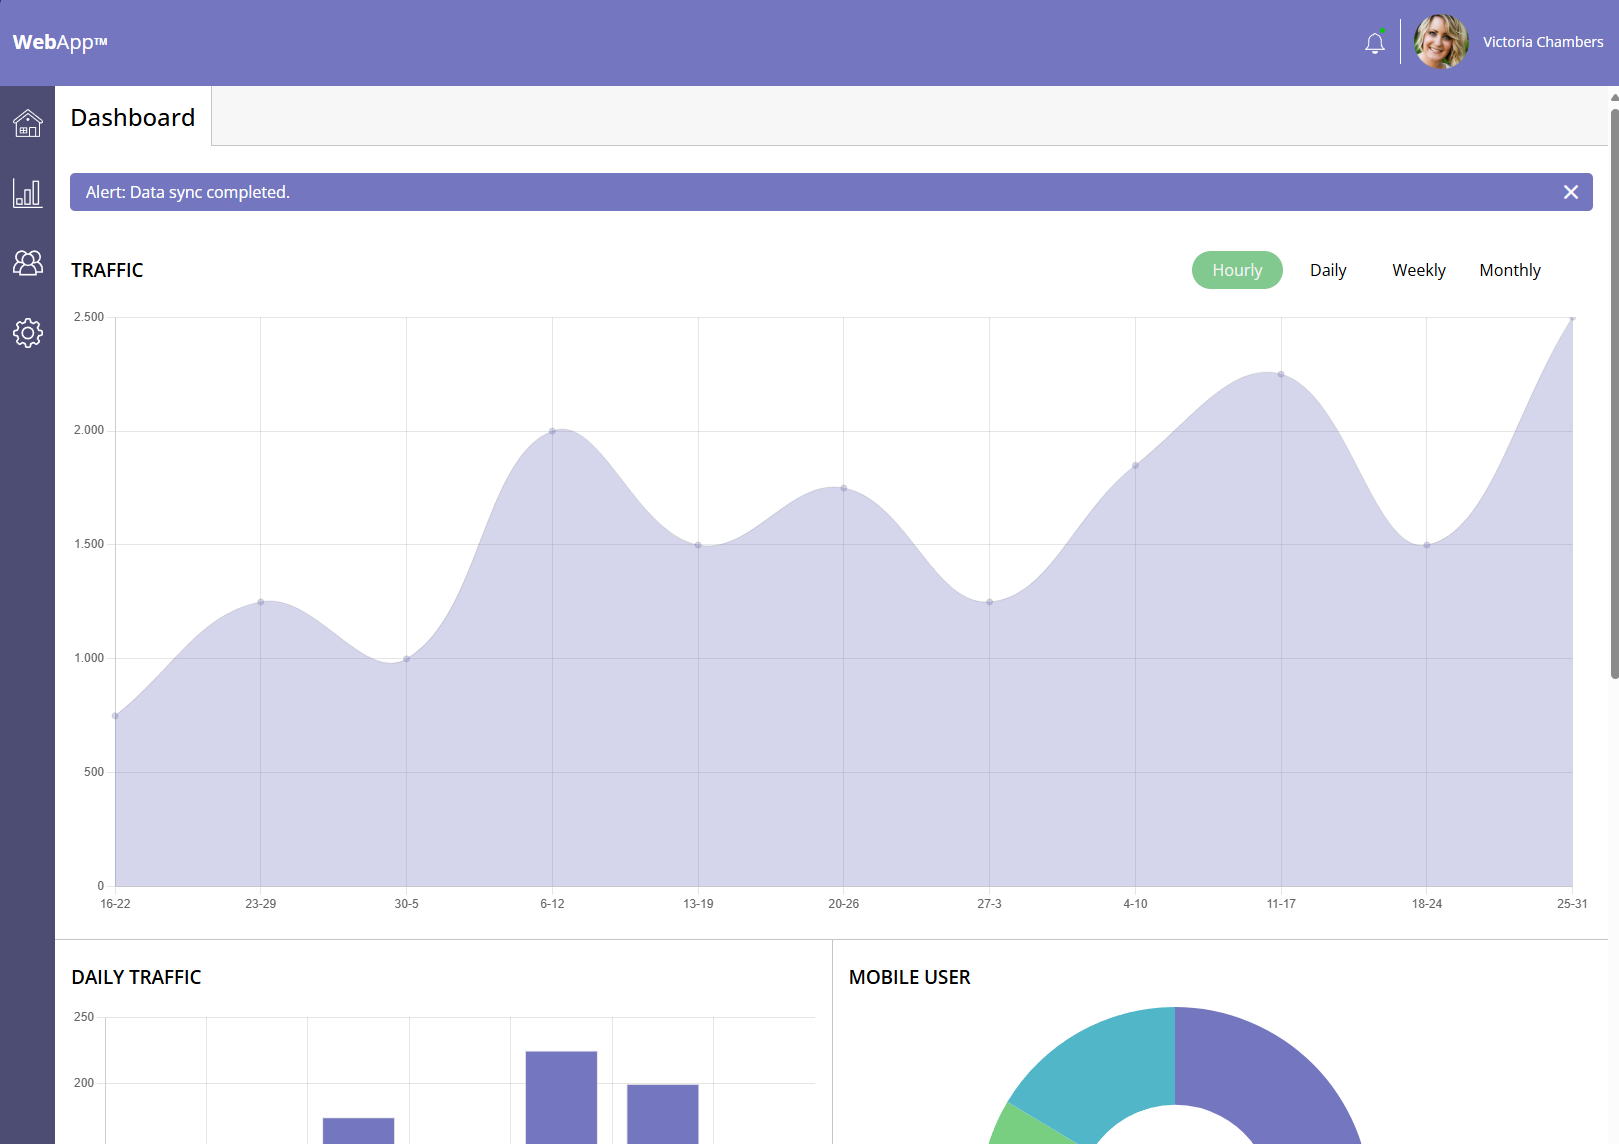 WebApp™
Victoria Chambers
Dashboard
Alert: Data sync completed.
TRAFFIC
Hourly Daily Weekly Monthly
2.500
2.000
1.500
1.000
500
0
16-22 23-29 30-5 6-12 13-19 20-26 27-3 4-10 11-17 18-24 25-31
DAILY TRAFFIC
250
200
MOBILE USER